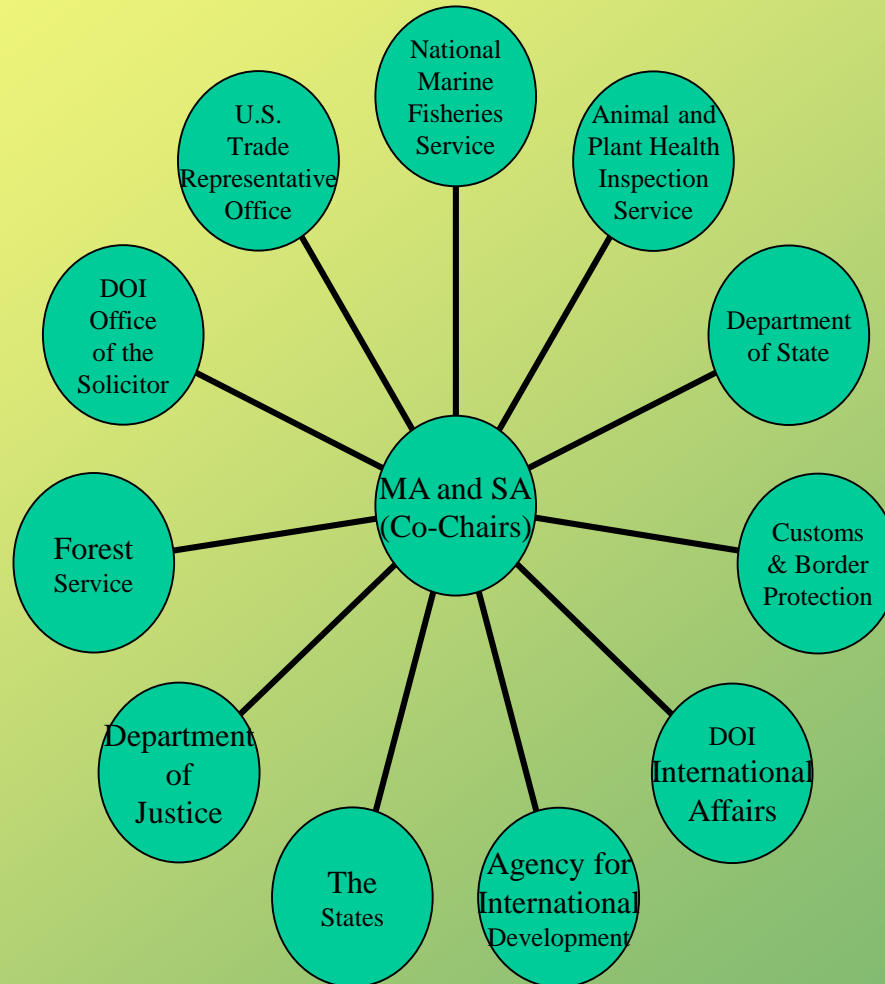 National
Marine
Fisheries
Service
Animal and
Plant Health
Inspection
Service
Department
of State
Customs
& Border
Protection
DOI
International
Affairs
Agency for
International
Development
The
States
Department
of
Justice
Forest
Service
DOI
Office
of the
Solicitor
U.S.
Trade
Representative
Office
MA and SA
(Co-Chairs)